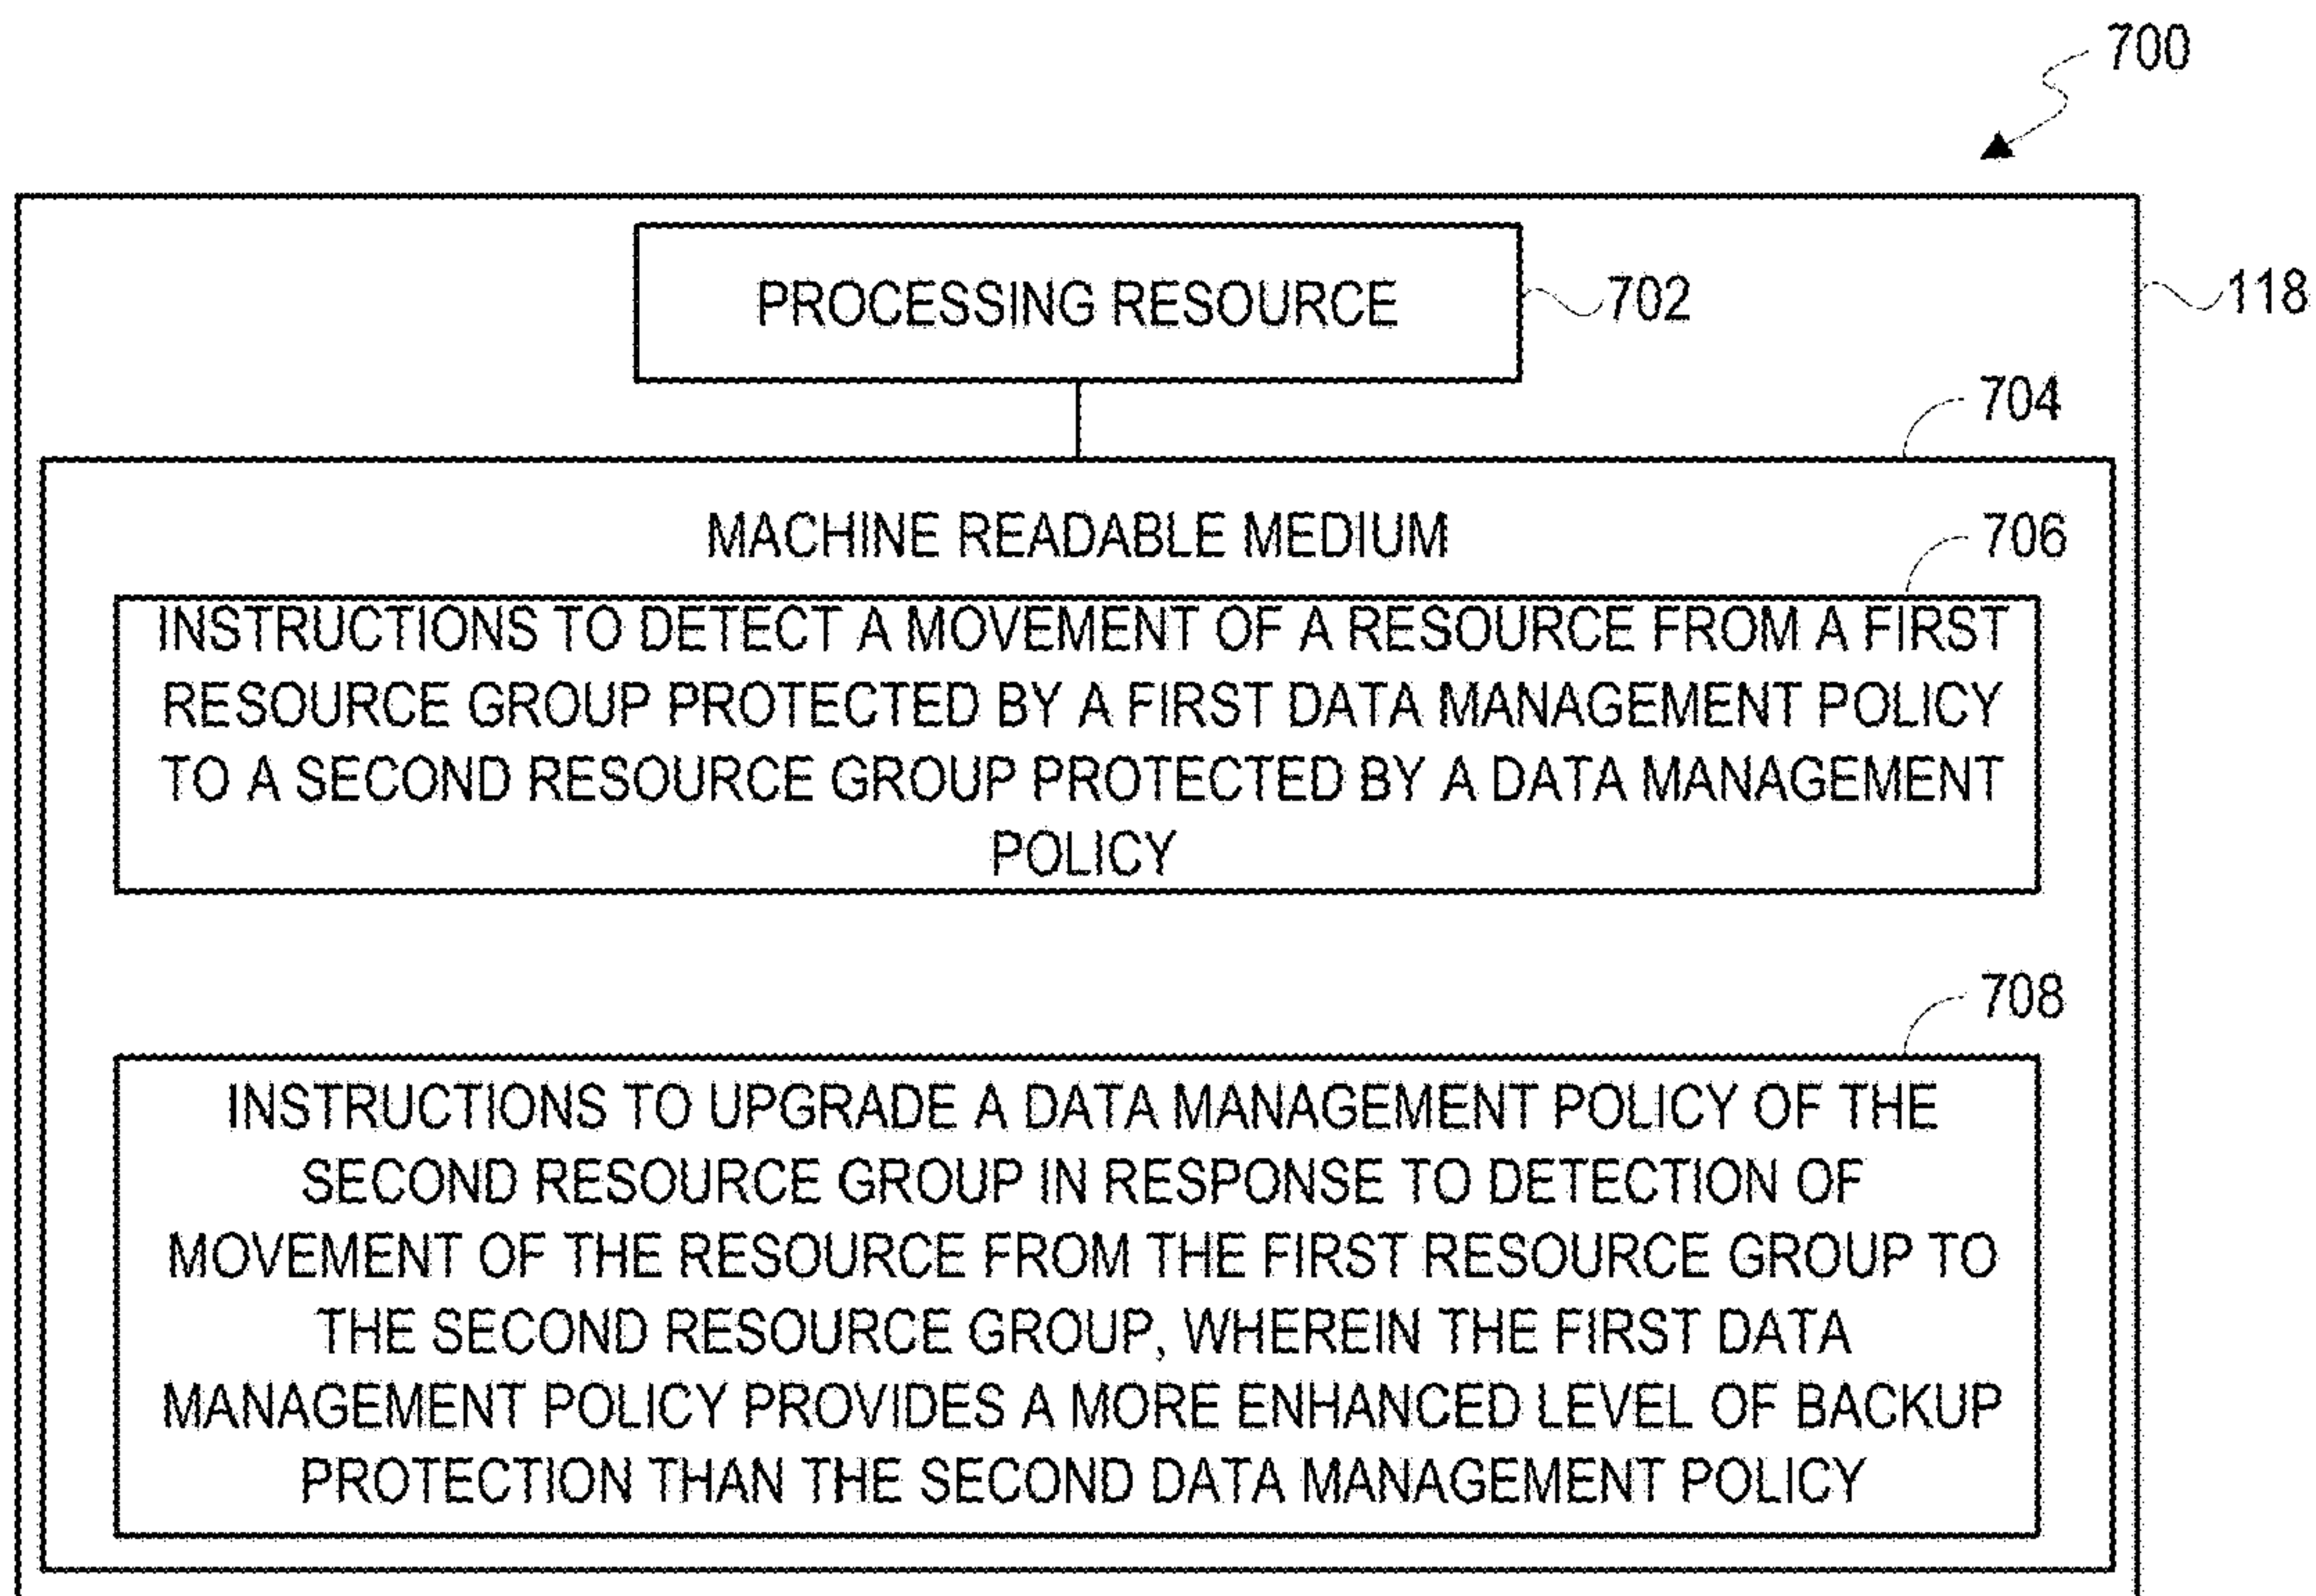 700
PROCESSING RESOURCE
702
118
704
MACHINE READABLE MEDIUM
706
INSTRUCTIONS TO DETECT A MOVEMENT OF A RESOURCE FROM A FIRST
RESOURCE GROUP PROTECTED BY A FIRST DATA MANAGEMENT POLICY
TO A SECOND RESOURCE GROUP PROTECTED BY A DATA MANAGEMENT
POLICY
708
INSTRUCTIONS TO UPGRADE A DATA MANAGEMENT POLICY OF THE
SECOND RESOURCE GROUP IN RESPONSE TO DETECTION OF
MOVEMENT OF THE RESOURCE FROM THE FIRST RESOURCE GROUP TO
THE SECOND RESOURCE GROUP, WHEREIN THE FIRST DATA
MANAGEMENT POLICY PROVIDES A MORE ENHANCED LEVEL OF BACKUP
PROTECTION THAN THE SECOND DATA MANAGEMENT POLICY